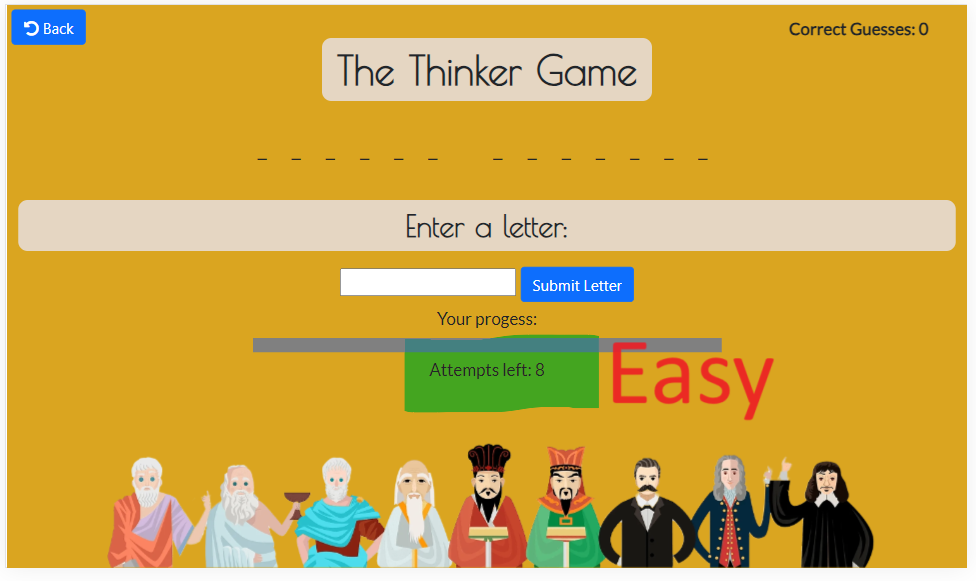 Back
Correct Guesses: 0
The Thinker Game
_ _ _ _ _ _   _ _ _ _ _ _ _
Enter a letter:
Submit Letter
Your progess:
Attempts left: 8
Easy